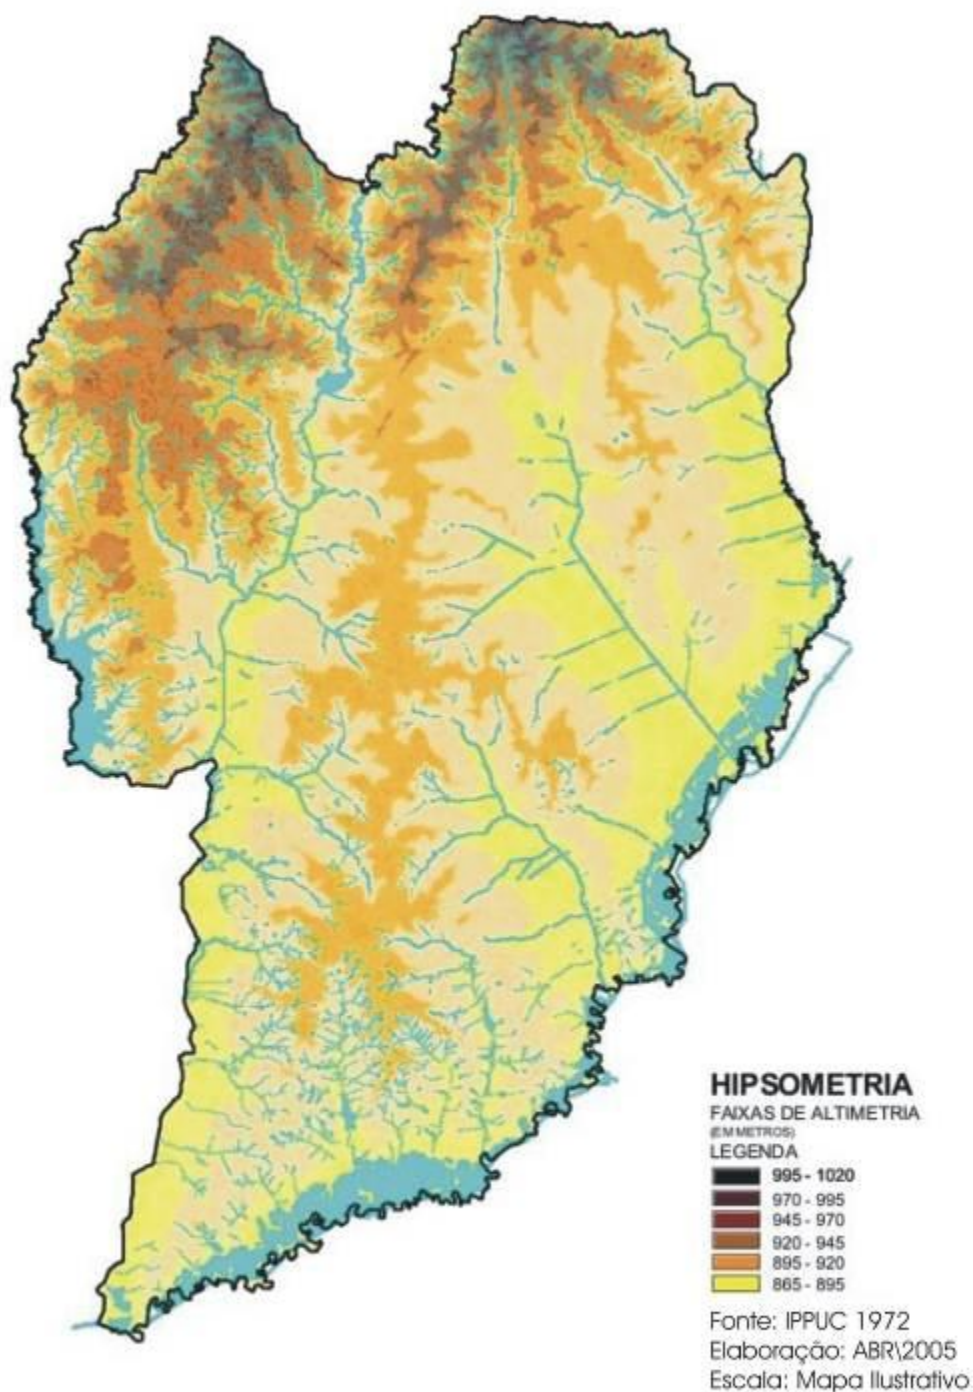 HIPSOMETRIA
FAIXAS DE ALTIMETRIA
(EM METROS)
LEGENDA
995 - 1020
970 - 995
945 - 970
920 - 945
895 - 920
865 - 895
Fonte: IPPUC 1972
Elaboração: ABR\2005
Escala: Mapa Ilustrativo